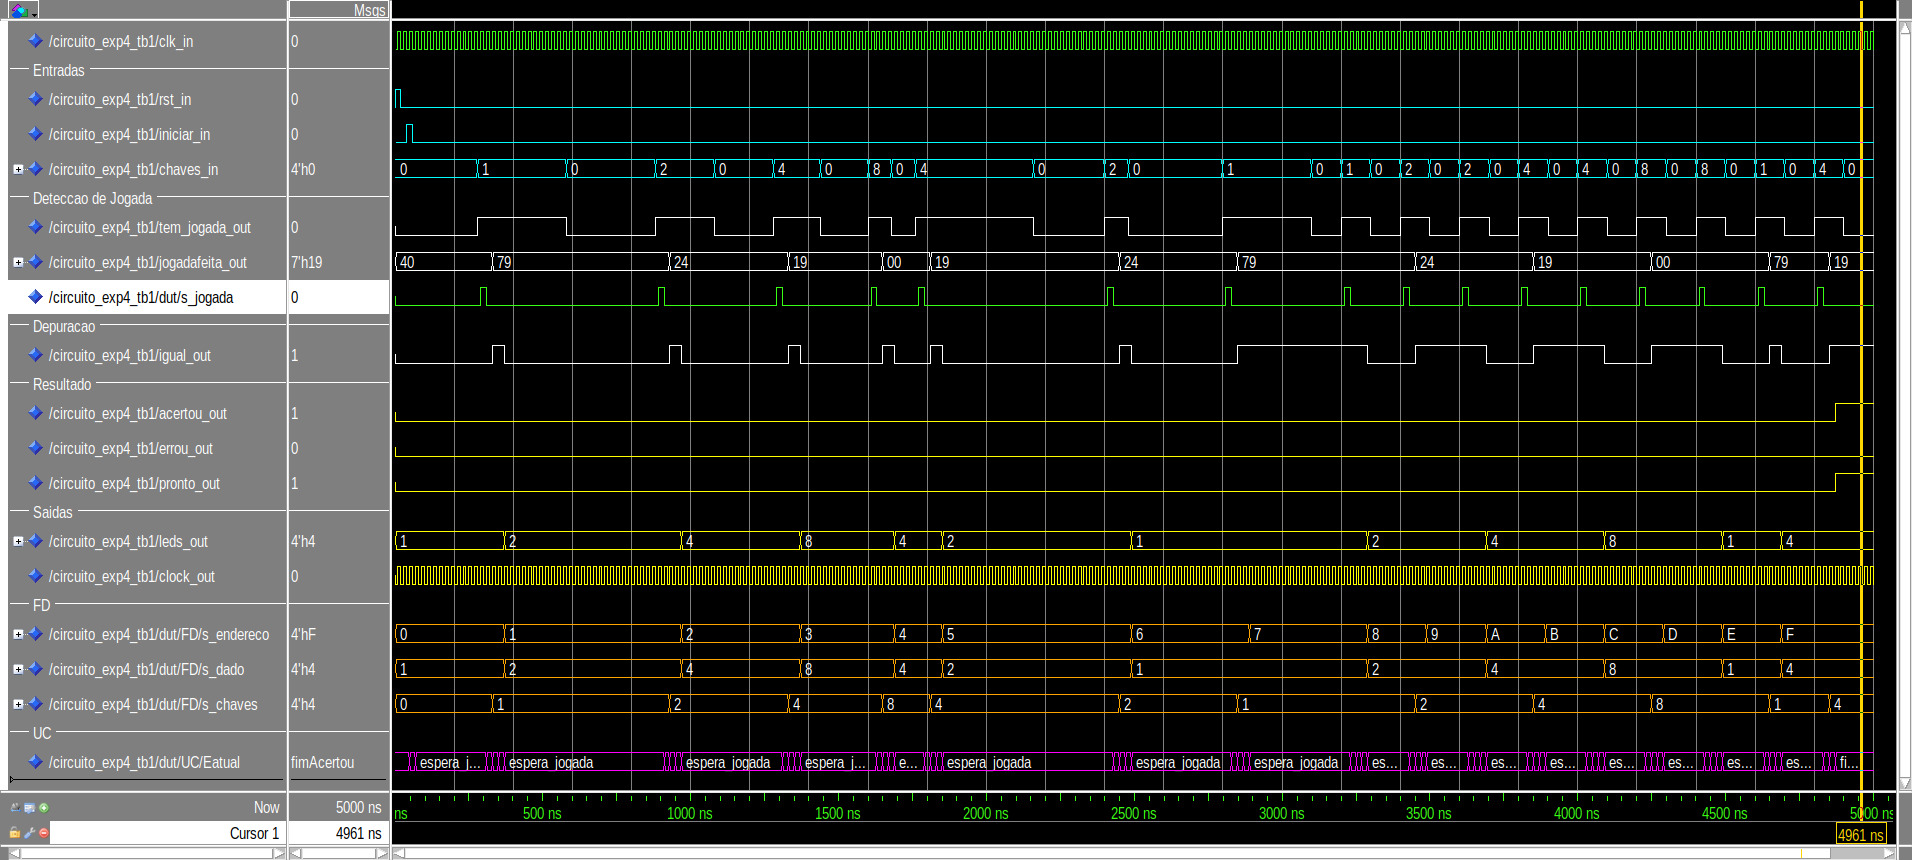 Msgs
/circuito_exp4_tb1/clk_in 0
Entradas
/circuito_exp4_tb1/rst_in 0
/circuito_exp4_tb1/iniciar_in 0
/circuito_exp4_tb1/chaves_in 4'h0 0 1 0 2 0 4 0 8 0 4 0 2 0 1 0 1 0 2 0 2 0 4 0 4 0 8 0 8 0 1 0 4 0
Deteccao de Jogada
/circuito_exp4_tb1/tem_jogada_out 0
/circuito_exp4_tb1/jogadafeita_out 7'h19 40 79 24 19 00 19 24 79 24 19 00 79 19
/circuito_exp4_tb1/dut/s_jogada 0
Depuracao
/circuito_exp4_tb1/igual_out 1
Resultado
/circuito_exp4_tb1/acertou_out 1
/circuito_exp4_tb1/errou_out 0
/circuito_exp4_tb1/pronto_out 1
Saidas
/circuito_exp4_tb1/leds_out 4'h4 1 2 4 8 4 2 1 2 4 8 1 4
/circuito_exp4_tb1/clock_out 0
FD
/circuito_exp4_tb1/dut/FD/s_endereco 4'hF 0 1 2 3 4 5 6 7 8 9 A B C D E F
/circuito_exp4_tb1/dut/FD/s_dado 4'h4 1 2 4 8 4 2 1 2 4 8 1 4
/circuito_exp4_tb1/dut/FD/s_chaves 4'h4 0 1 2 4 8 4 2 1 2 4 8 1 4
UC
/circuito_exp4_tb1/dut/UC/Eatual fimAcertou espera_j... espera_jogada espera_jogada espera_j... e... espera_jogada espera_jogada espera_jogada es... es... es... es... es... es... es... es... fi...
Now 5000 ns ns 500 ns 1000 ns 1500 ns 2000 ns 2500 ns 3000 ns 3500 ns 4000 ns 4500 ns 5000 ns
Cursor 1 4961 ns 4961 ns